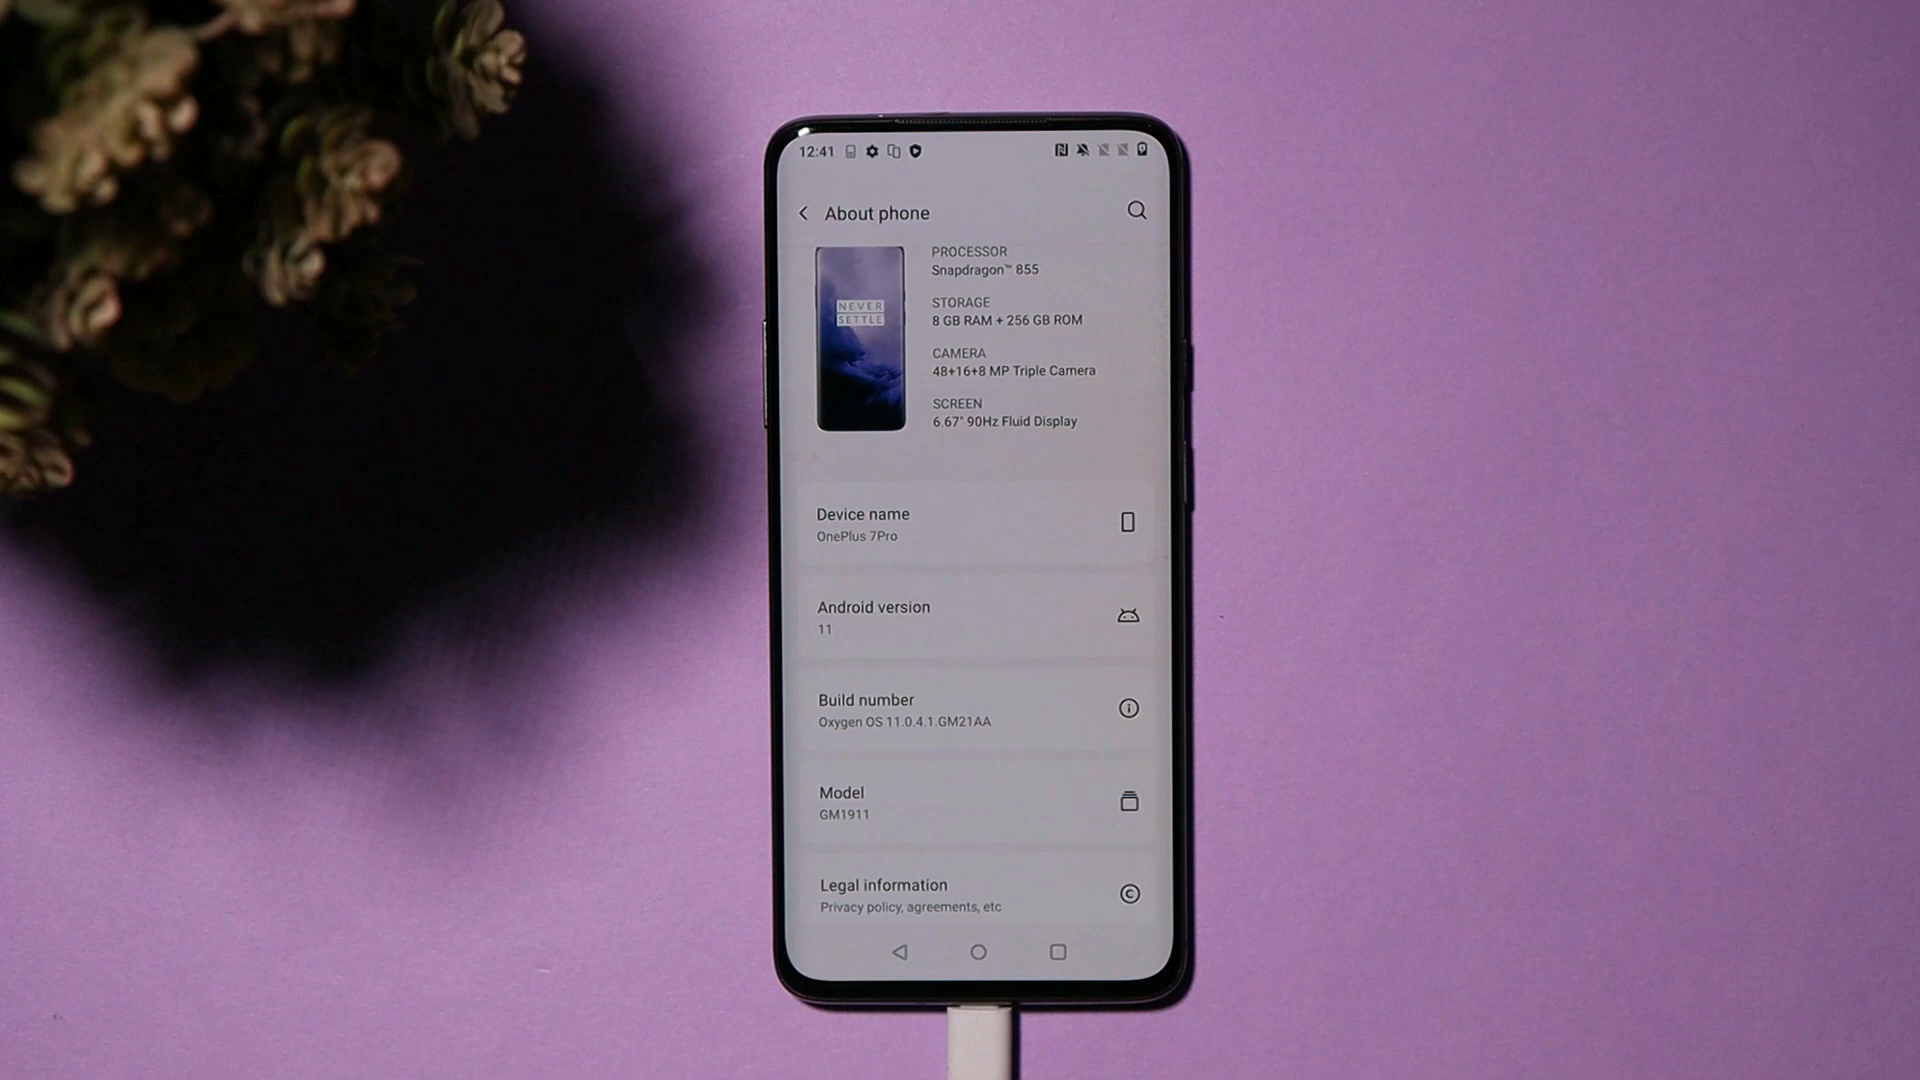 12:41
About phone
PROCESSOR
Snapdragon™ 855
STORAGE
8 GB RAM + 256 GB ROM
CAMERA
48+16+8 MP Triple Camera
SCREEN
6.67" 90Hz Fluid Display
NEVER
SETTLE
Device name
OnePlus 7Pro
Android version
11
Build number
Oxygen OS 11.0.4.1.GM21AA
Model
GM1911
Legal information
Privacy policy, agreements, etc